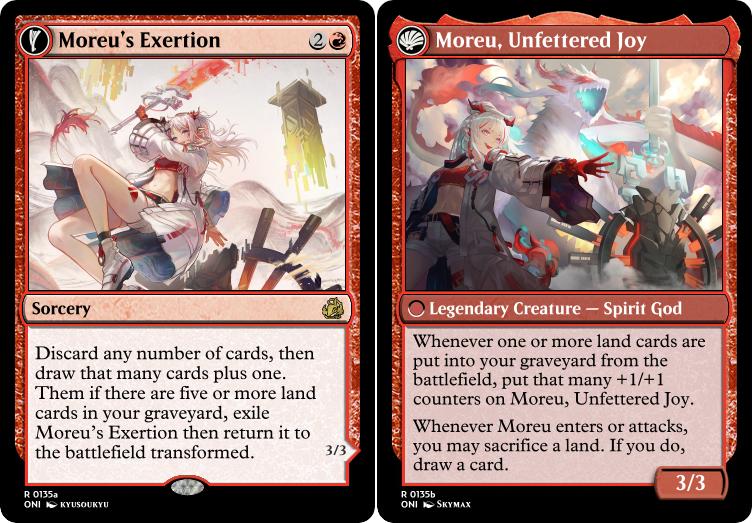 Moreu's Exertion 2
Sorcery
Discard any number of cards, then
draw that many cards plus one.
Them if there are five or more land
cards in your graveyard, exile
Moreu's Exertion then return it to
the battlefield transformed.
3/3
R 0135a
ONI KYUSOUKYU
Moreu, Unfettered Joy
Legendary Creature — Spirit God
Whenever one or more land cards are
put into your graveyard from the
battlefield, put that many +1/+1
counters on Moreu, Unfettered Joy.
Whenever Moreu enters or attacks,
you may sacrifice a land. If you do,
draw a card.
3/3
R 0135b
ONI SKYMAX